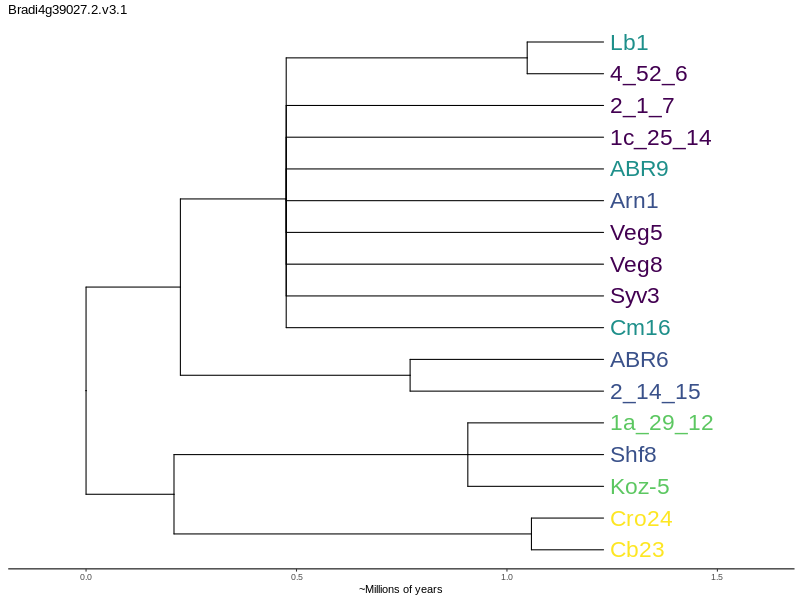 Bradi4g39027.2.v3.1
Lb1
4_52_6
2_1_7
1c_25_14
ABR9
Arn1
Veg5
Veg8
Syv3
Cm16
ABR6
2_14_15
1a_29_12
Shf8
Koz-5
Cro24
Cb23
0.0 0.5 1.0 1.5
~Millions of years